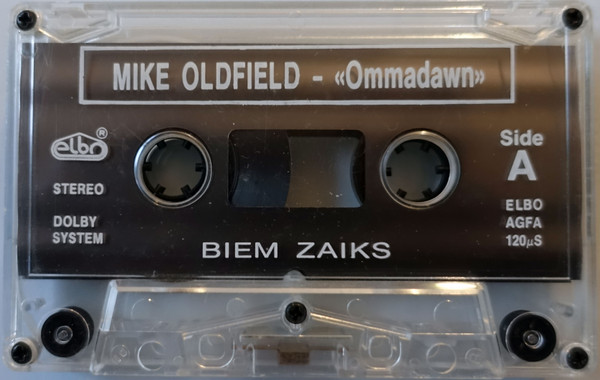 MIKE OLDFIELD - «Ommadawn»
elbo ®
STEREO
DOLBY
SYSTEM
Side
A
ELBO
AGFA
120µS
BIEM ZAIKS